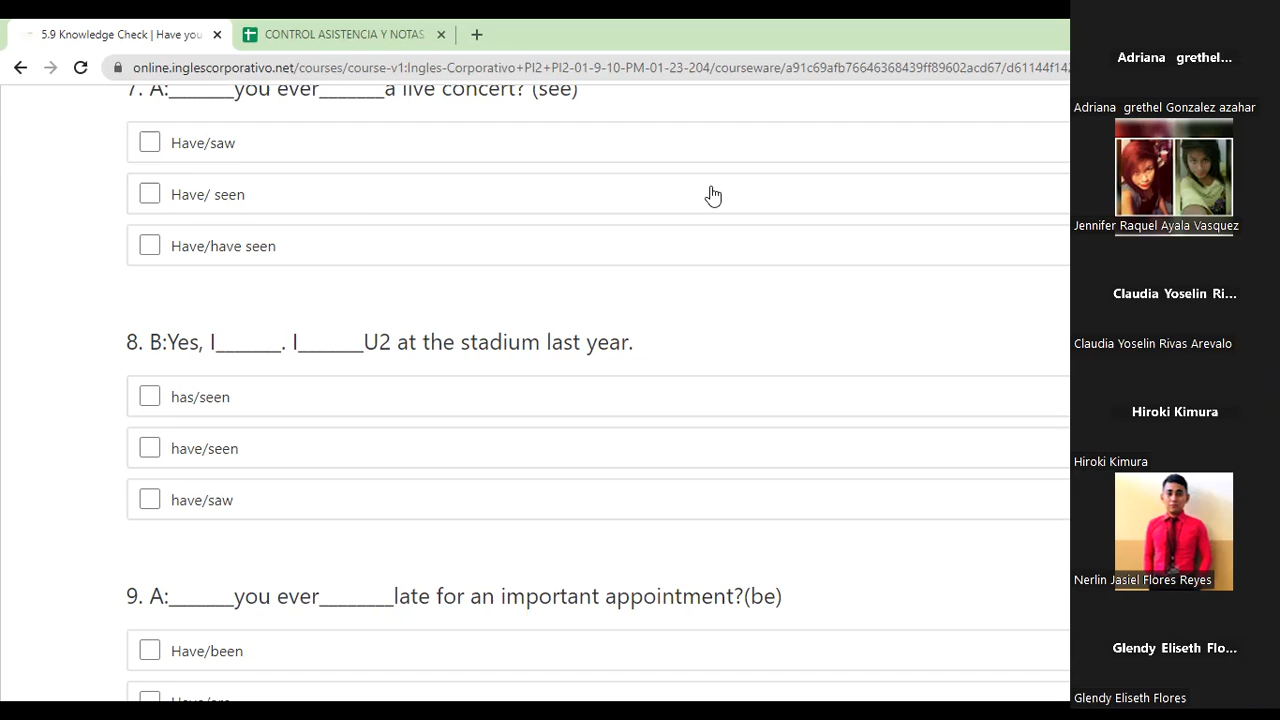 5.9 Knowledge Check | Have you
CONTROL ASISTENCIA Y NOTAS
online.inglescorporativo.net/courses/course-v1:Ingles-Corporativo+PI2+PI2-01-9-10-PM-01-23-204/courseware/a91c69afb76646368439ff89602acd67/d61144f142
7. A:_______you ever_______a live concert? (see)
Have/saw
Have/ seen
Have/have seen
8. B:Yes, I_______. I_______U2 at the stadium last year.
has/seen
have/seen
have/saw
9. A:_______you ever________late for an important appointment?(be)
Have/been
Adriana grethel...
Adriana grethel Gonzalez azahar
Jennifer Raquel Ayala Vasquez
Claudia Yoselin Ri...
Claudia Yoselin Rivas Arevalo
Hiroki Kimura
Hiroki Kimura
Nerlin Jasiel Flores Reyes
Glendy Eliseth Flo...
Glendy Eliseth Flores